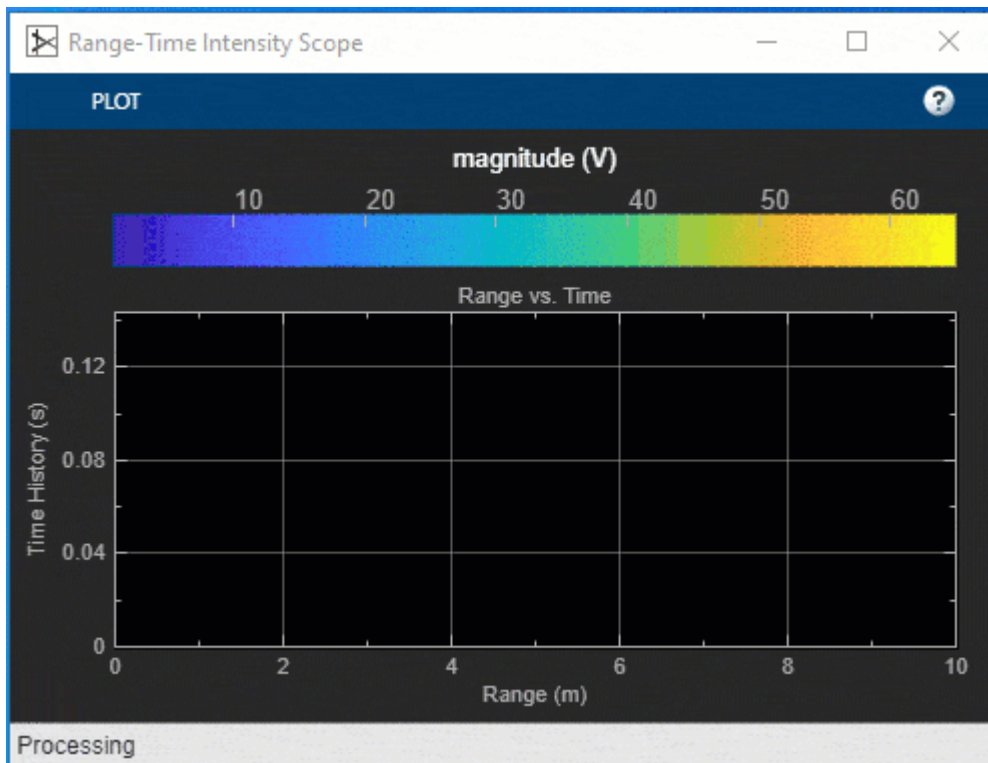 Range-Time Intensity Scope
PLOT
?
magnitude (V)
10 20 30 40 50 60
Range vs. Time
Time History (s)
0.12
0.08
0.04
0
0 2 4 6 8 10
Range (m)
Processing